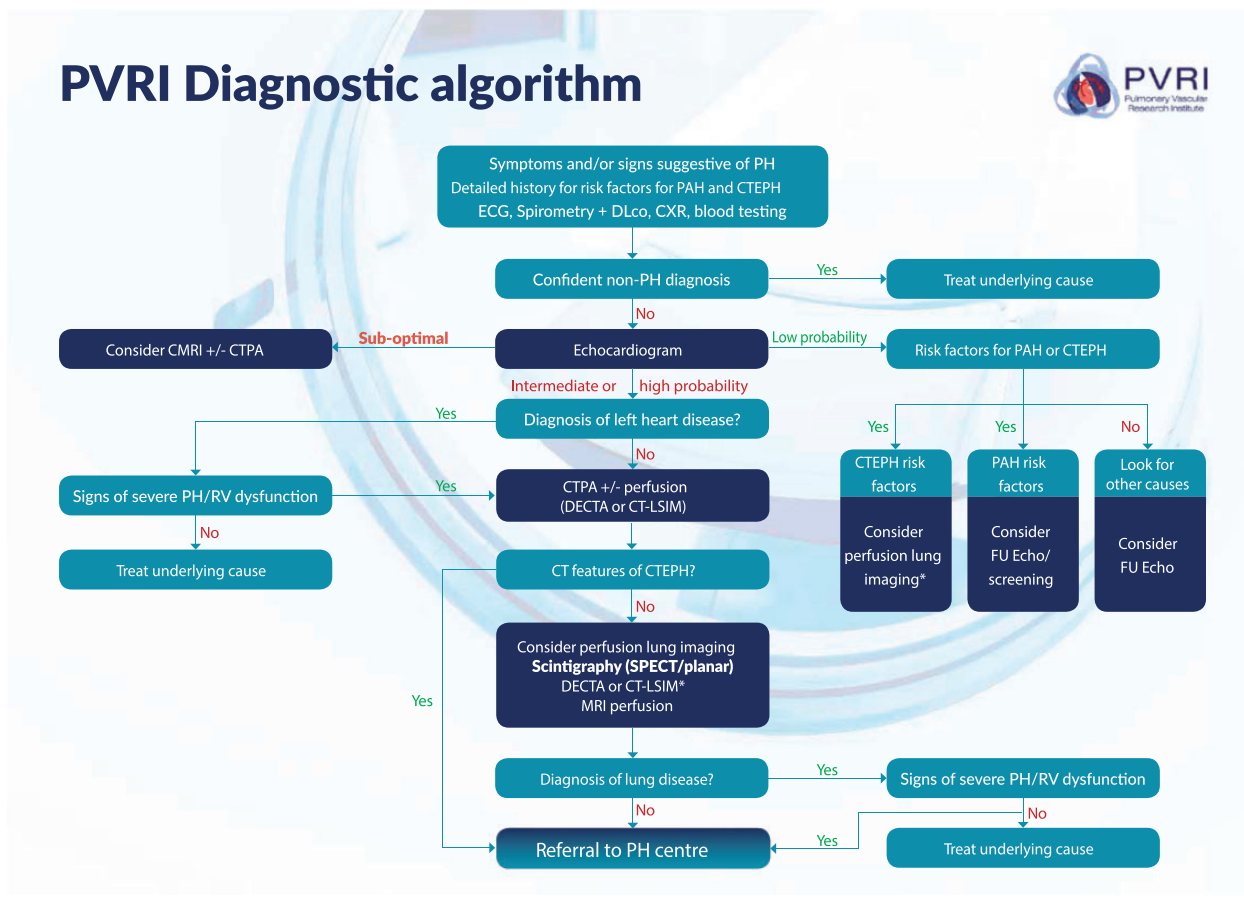 PVRI Diagnostic algorithm
PVRI
Pulmonary Vascular
Research Institute
Symptoms and/or signs suggestive of PH
Detailed history for risk factors for PAH and CTEPH
ECG, Spirometry + DLco, CXR, blood testing
Confident non-PH diagnosis
Yes
Treat underlying cause
No
Consider CMRI +/- CTPA
Sub-optimal
Echocardiogram
Low probability
Risk factors for PAH or CTEPH
Intermediate or
high probability
Yes
Diagnosis of left heart disease?
Yes
Yes
No
No
CTEPH risk
factors
Consider
perfusion lung
imaging*
PAH risk
factors
Consider
FU Echo/
screening
Look for
other causes
Consider
FU Echo
Signs of severe PH/RV dysfunction
Yes
CTPA +/- perfusion
(DECTA or CT-LSIM)
No
Treat underlying cause
CT features of CTEPH?
No
Consider perfusion lung imaging
Scintigraphy (SPECT/planar)
DECTA or CT-LSIM*
MRI perfusion
Yes
Diagnosis of lung disease?
Yes
Signs of severe PH/RV dysfunction
No
No
Referral to PH centre
Yes
Treat underlying cause